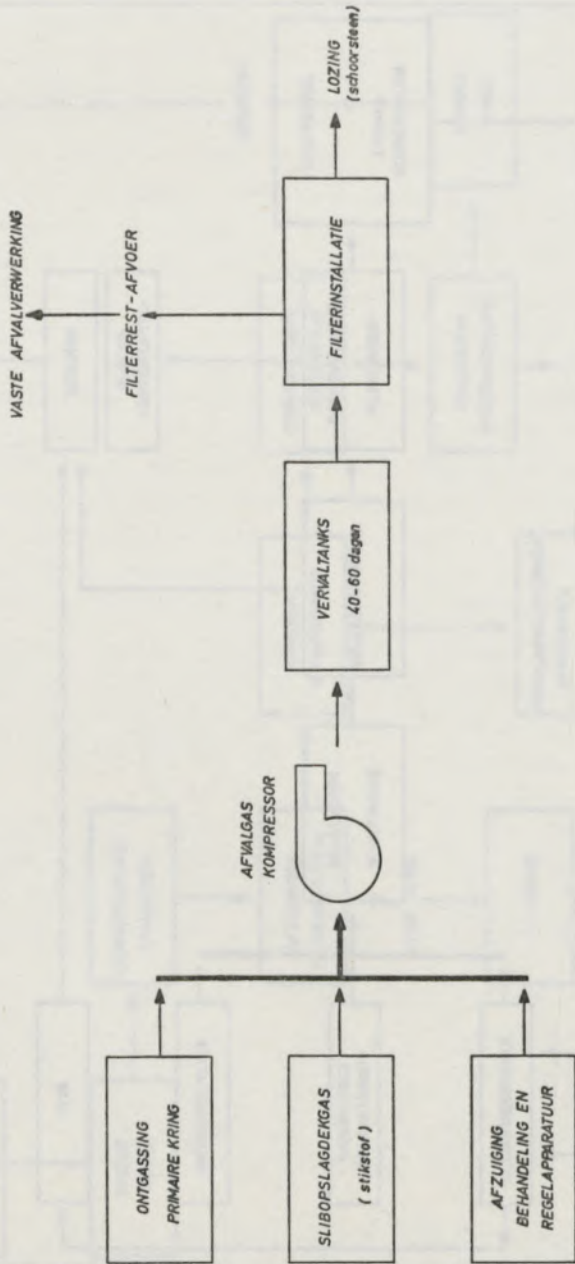 ONTGASSING
PRIMAIRE KRING
SLIBOPSLAGDEKGAS
( stikstof )
AFZUIGING
BEHANDELING EN
REGELAPPARATUUR
AFVALGAS
KOMPRESSOR
VERVALTANKS
40-60 dagen
FILTERINSTALLATIE
FILTERREST-AFVOER
VASTE AFVALVERWERKING
LOZING
(schoorsteen)